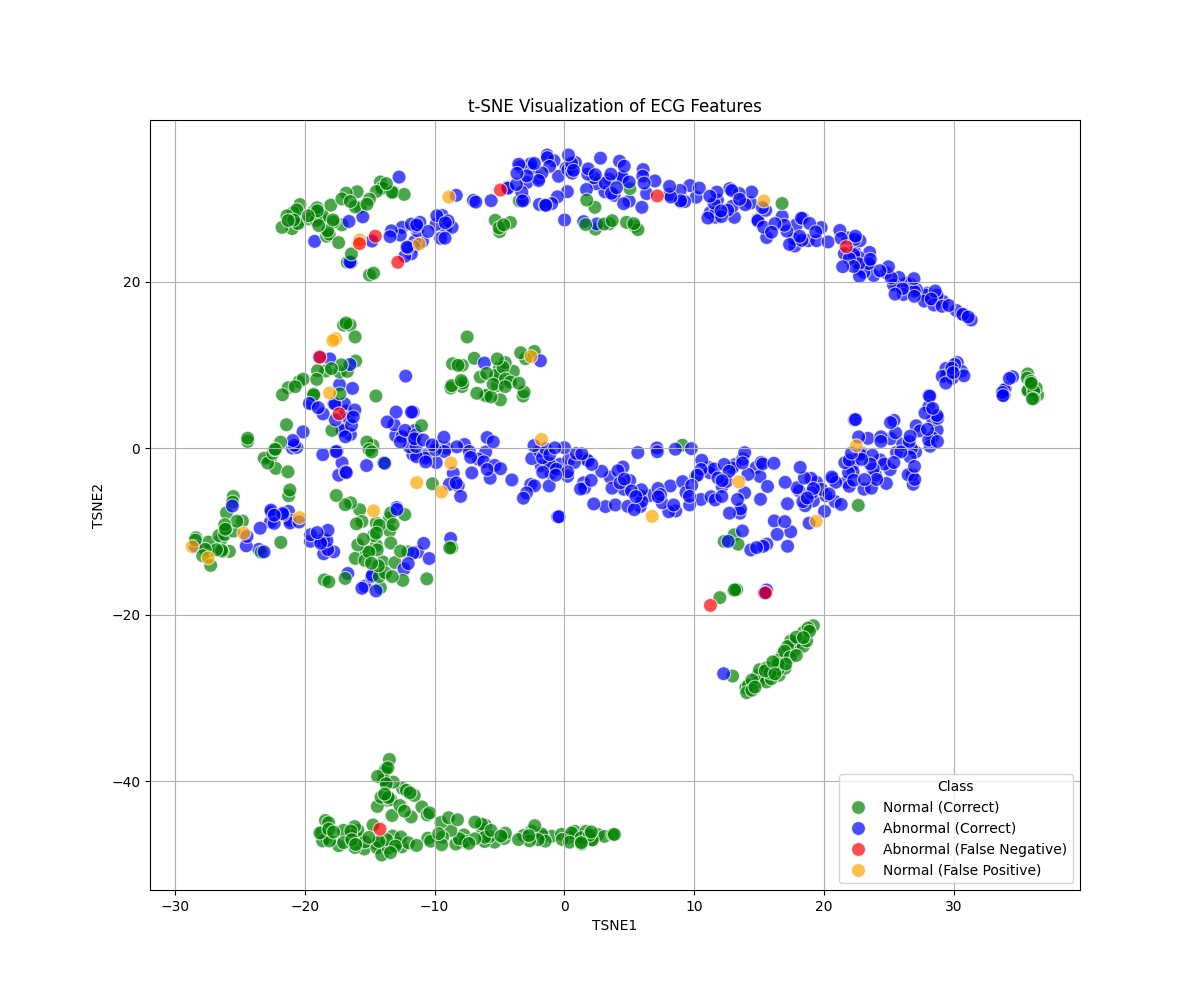 t-SNE Visualization of ECG Features
TSNE2
20
0
−20
−40
−30
−20
−10
0
10
20
30
TSNE1
Class
Normal (Correct)
Abnormal (Correct)
Abnormal (False Negative)
Normal (False Positive)